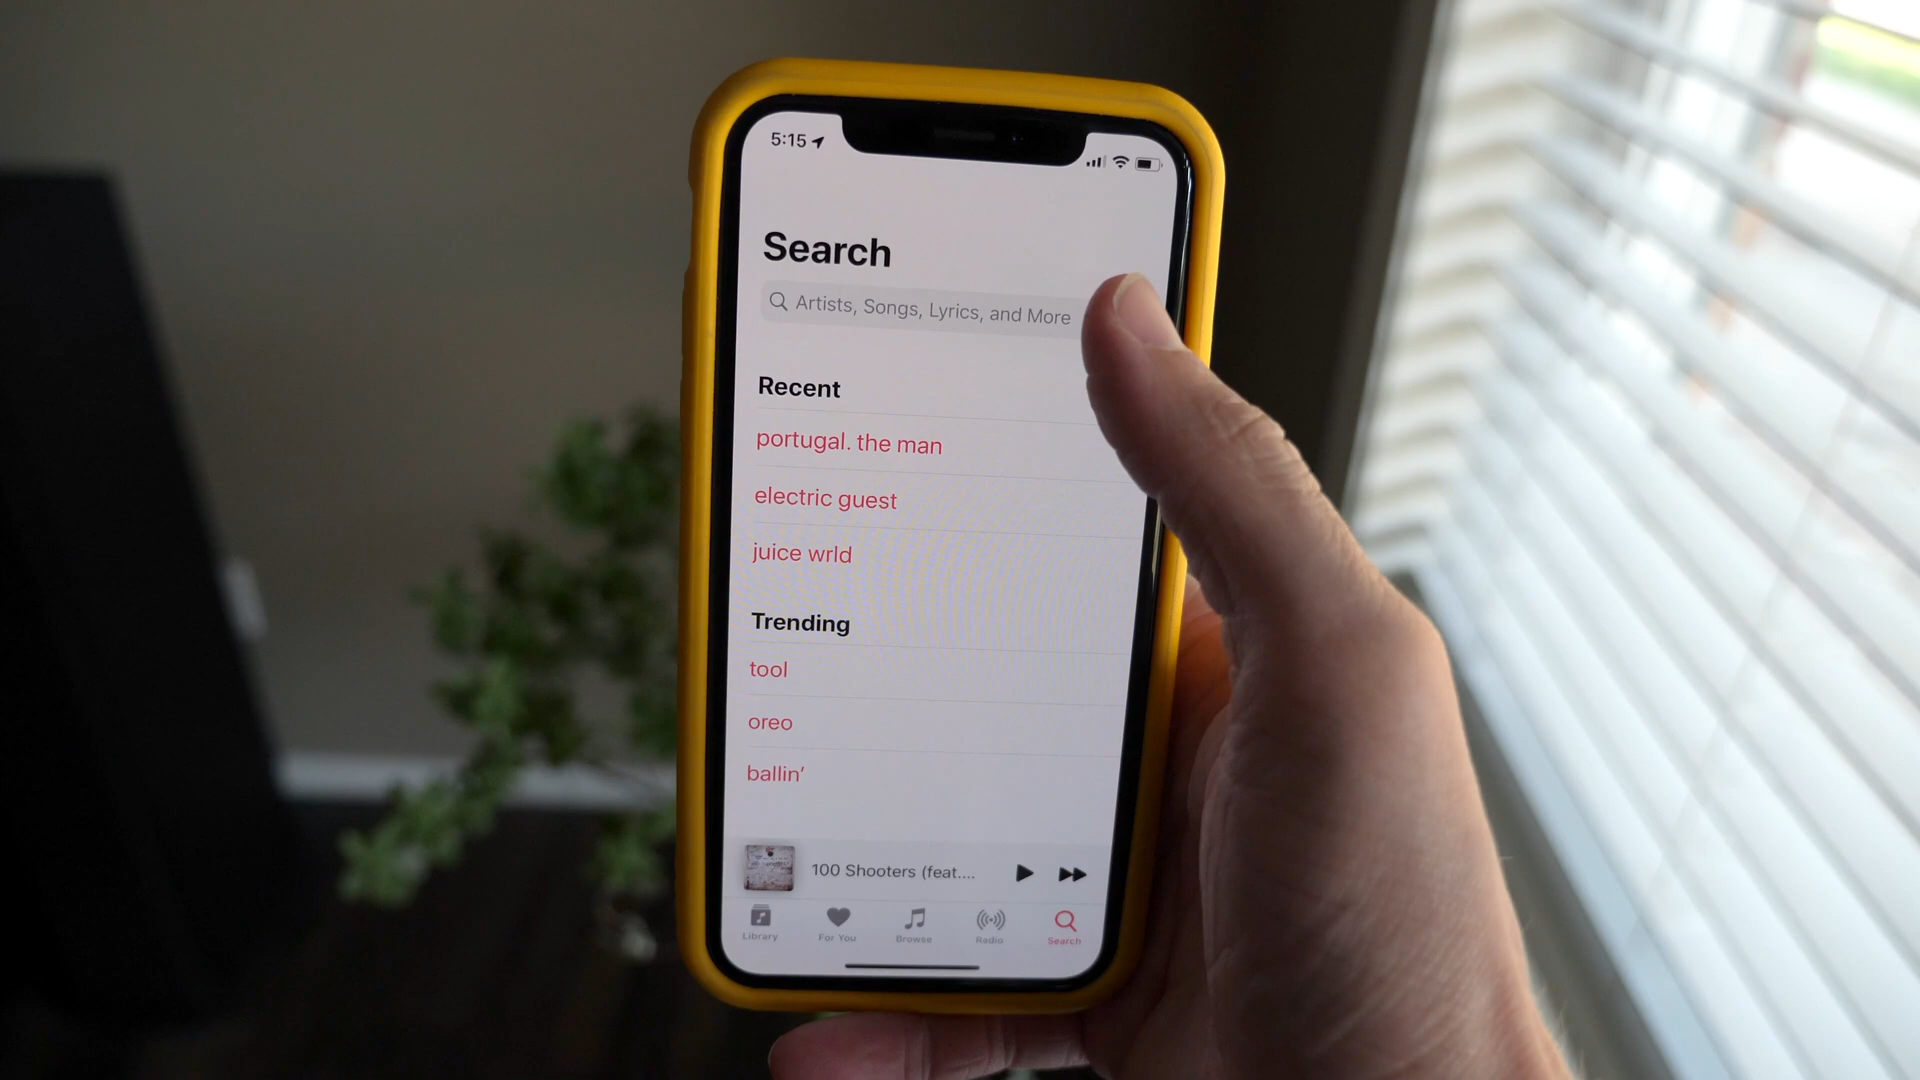 5:15
Search
Artists, Songs, Lyrics, and More
Recent
portugal. the man
electric guest
juice wrld
Trending
tool
oreo
ballin’
100 Shooters (feat....
Library For You Browse Radio Search